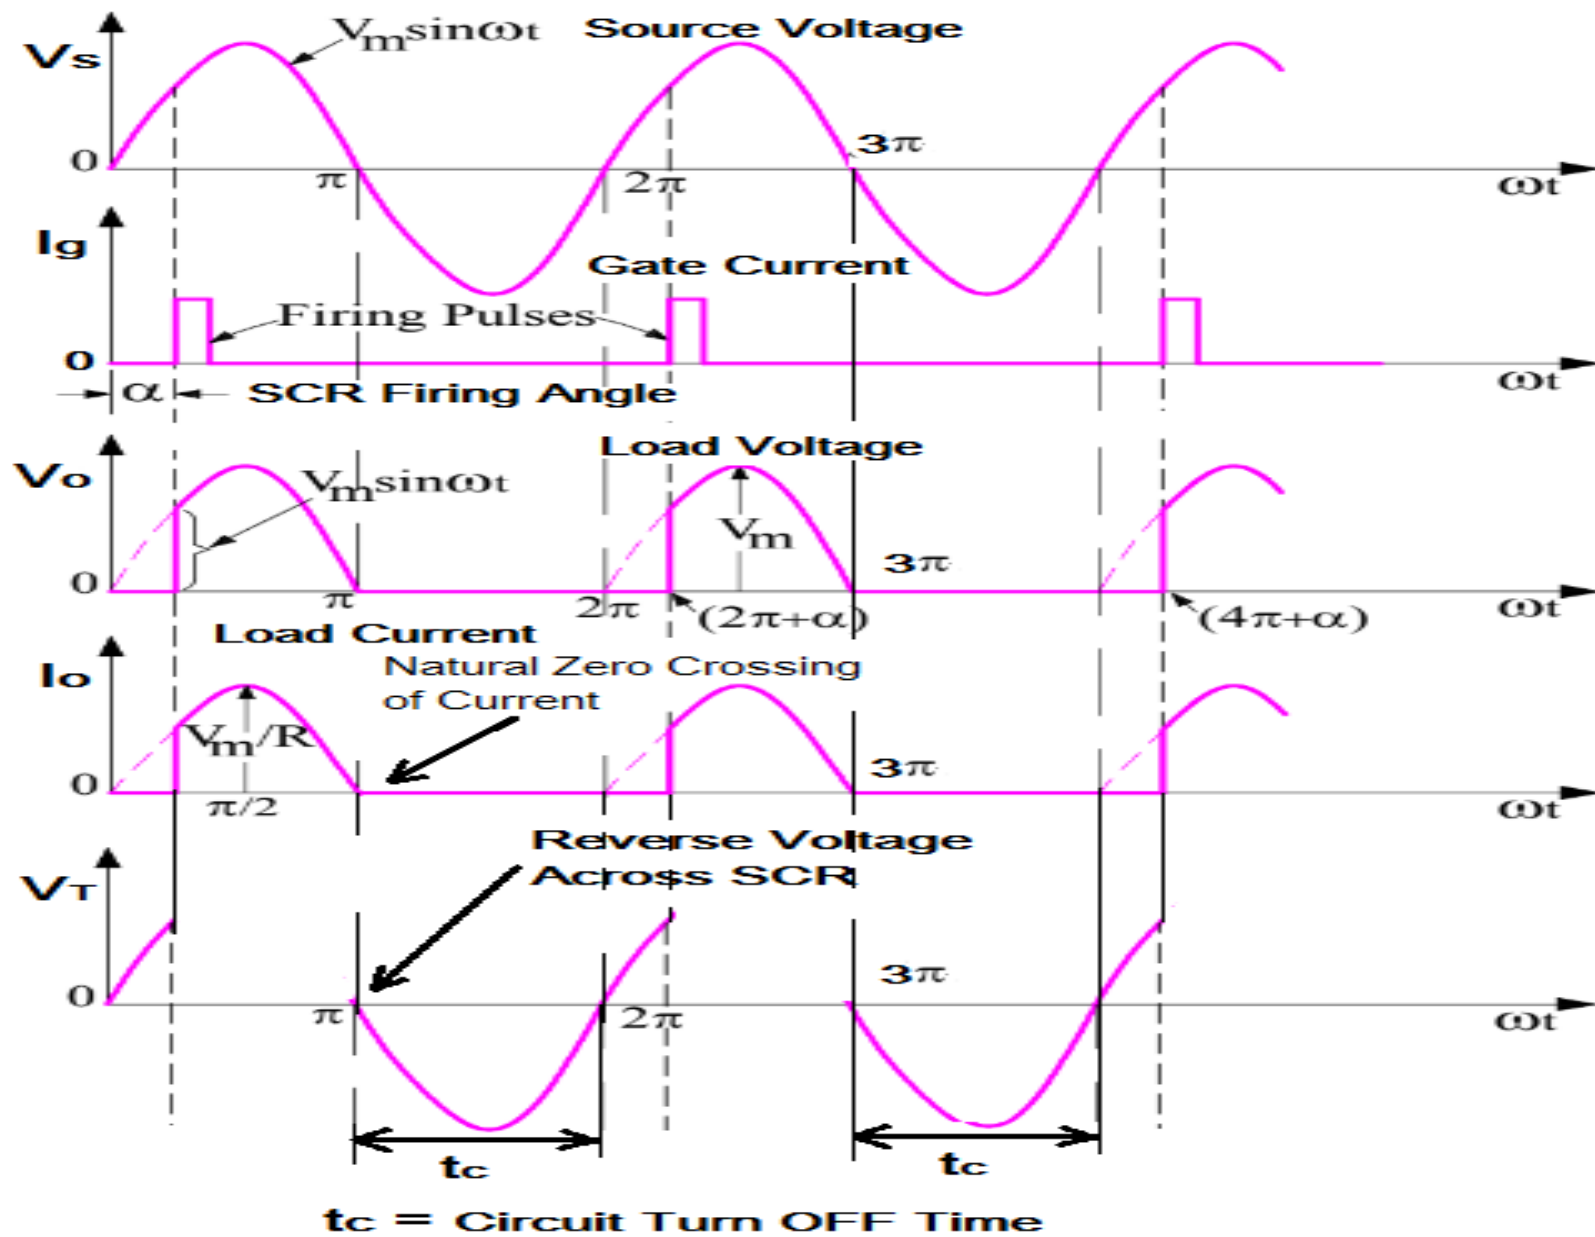 Vmsinωt Source Voltage
Vs
0
π
2π
3π
ωt
Ig
Gate Current
Firing Pulses
0
ωt
α
SCR Firing Angle
Load Voltage
Vo
Vmsinωt
Vm
3π
0
π
2π
(2π+α)
(4π+α)
ωt
Load Current
Io
Natural Zero Crossing
of Current
Vm/R
3π
0
π/2
ωt
Reverse Voltage
Across SCR
VT
3π
0
π
2π
ωt
tc
tc
tc = Circuit Turn OFF Time